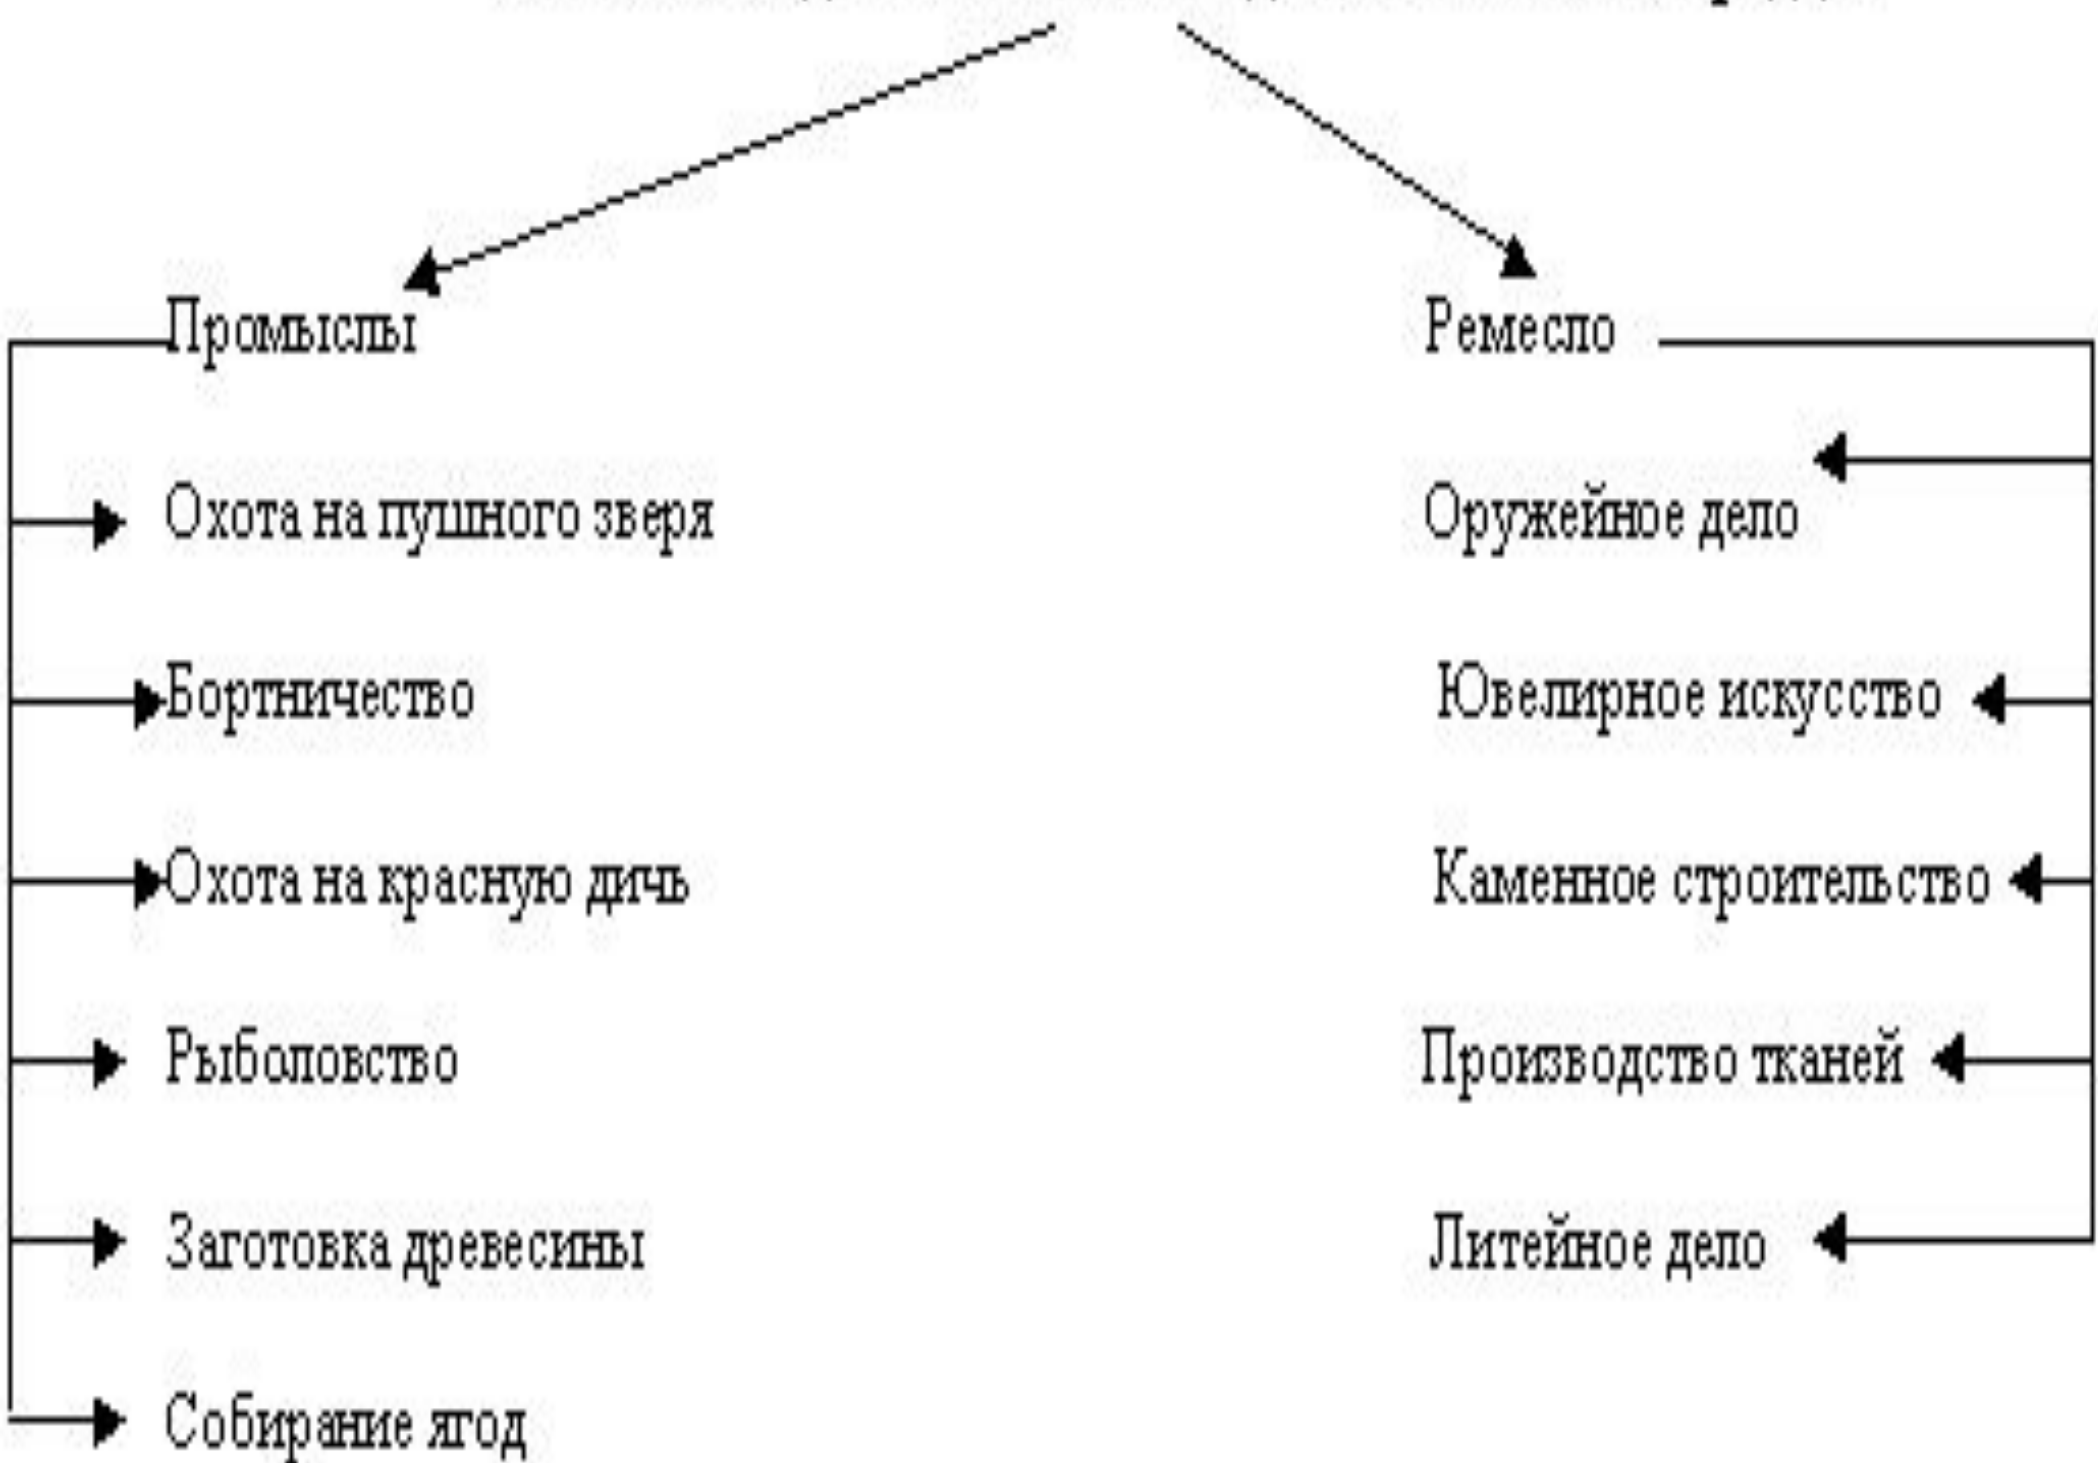 Промыслы
Ремесло
Охота на пушного зверя
Оружейное дело
Бортничество
Ювелирное искусство
Охота на красную дичь
Каменное строительство
Рыболовство
Производство тканей
Заготовка древесины
Литейное дело
Собирание ягод